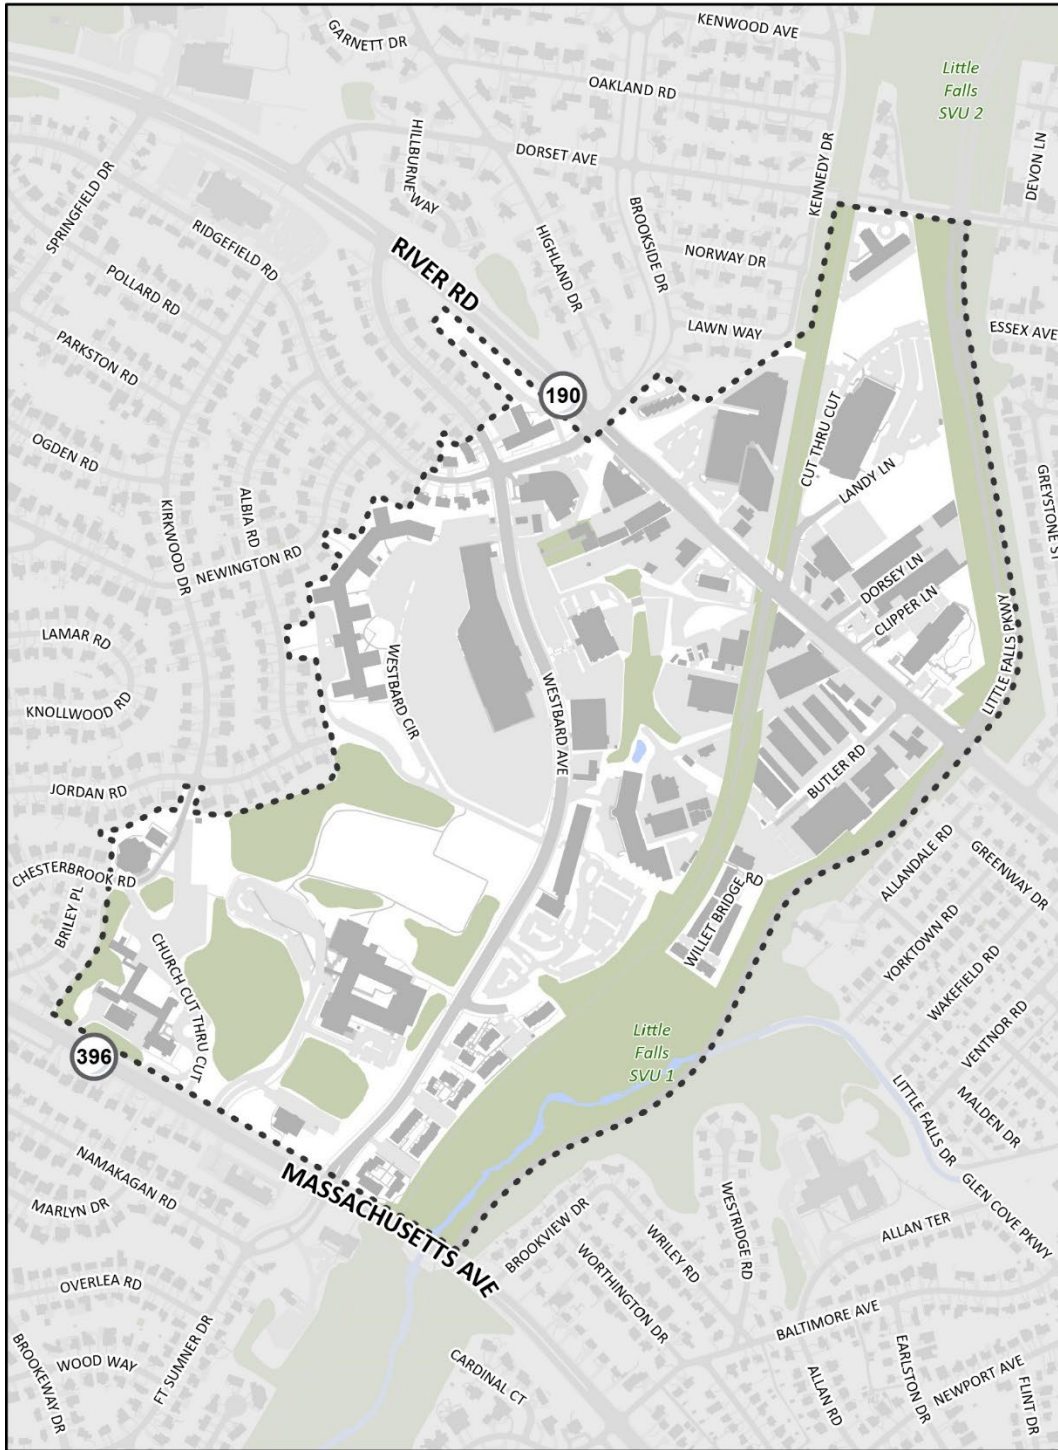 KENWOOD AVE
GARNETT DR
Little
Falls
SVU 2
OAKLAND RD
HILLBURNE WAY
DORSET AVE
KENNEDY DR
DEVON LN
SPRINGFIELD DR
RIDGEFIELD RD
BROOKSIDE DR
HIGHLAND DR
NORWAY DR
RIVER RD
POLLARD RD
LAWN WAY
ESSEX AVE
PARKSTON RD
190
CUT THRU CUT
OGDEN RD
LANDY LN
GREYSTONE ST
KIRKWOOD DR
ALBIA RD
NEWINGTON RD
DORSEY LN
CLIPPER LN
LAMAR RD
LITTLE FALLS PKWY
WESTBARD CIR
WESTBARD AVE
KNOLLWOOD RD
BUTLER RD
JORDAN RD
ALLANDALE RD
GREENWAY DR
CHESTERBROOK RD
BRILEY PL
WILLET BRIDGE RD
YORKTOWN RD
WAKEFIELD RD
CHURCH CUT THRU CUT
VENTNOR RD
Little
Falls
SVU 1
396
LITTLE FALLS DR
MALDEN DR
GLEN COVE PKWY
NAMAKAGAN RD
MASSACHUSETTS AVE
MARLYN DR
BROOKVIEW DR
WRILEY RD
WESTRIDGE RD
ALLAN TER
WORTHINGTON DR
OVERLEA RD
BALTIMORE AVE
FT SUMNER DR
BROOKEWAY DR
WOOD WAY
CARDINAL CT
ALLAN RD
EARLSTON DR
NEWPORT AVE
FLINT DR